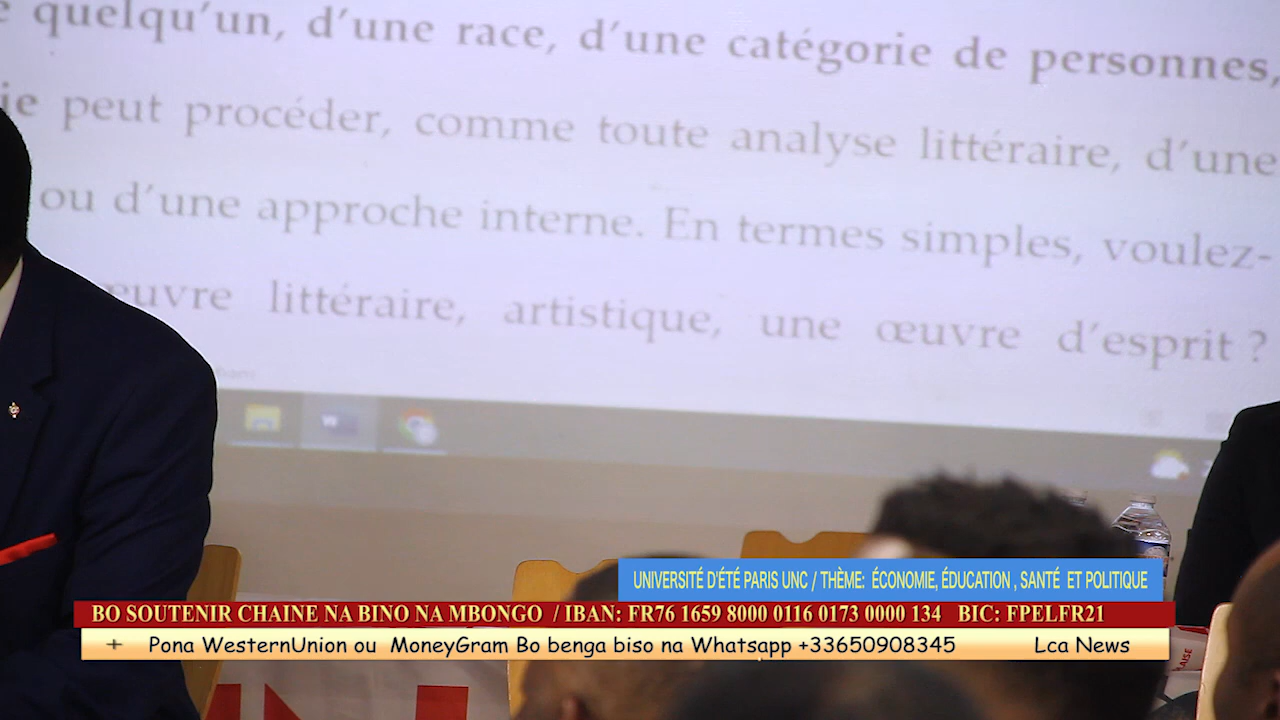 quelqu'un, d'une race, d'une catégorie de personnes,
ie peut procéder, comme toute analyse littéraire, d'une
ou d'une approche interne. En termes simples, voulez-
œuvre littéraire, artistique, une œuvre d'esprit ?
UNIVERSITÉ D'ÉTÉ PARIS UNC / THÈME: ÉCONOMIE, ÉDUCATION , SANTÉ ET POLITIQUE
BO SOUTENIR CHAINE NA BINO NA MBONGO / IBAN: FR76 1659 8000 0116 0173 0000 134 BIC: FPELFR21
+ Pona WesternUnion ou MoneyGram Bo benga biso na Whatsapp +33650908345 Lca News